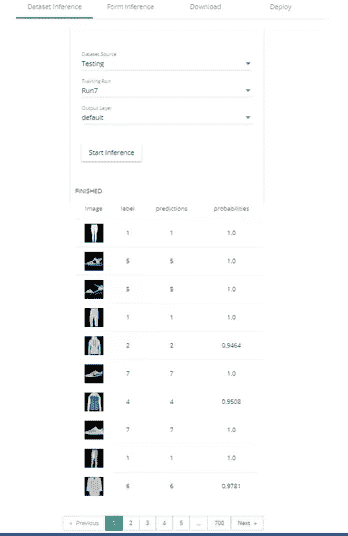 Dataset Inference Form Inference Download Deploy
Dataset Source
Testing
Training Run
Run7
Output Layer
default
Start Inference
FINISHED
Image label predictions probabilities
1 1 1.0
5 5 1.0
5 5 1.0
1 1 1.0
2 2 0.9464
7 7 1.0
4 4 0.9508
7 7 1.0
1 1 1.0
6 6 0.9781
« Previous 1 2 3 4 5 ... 700 Next »